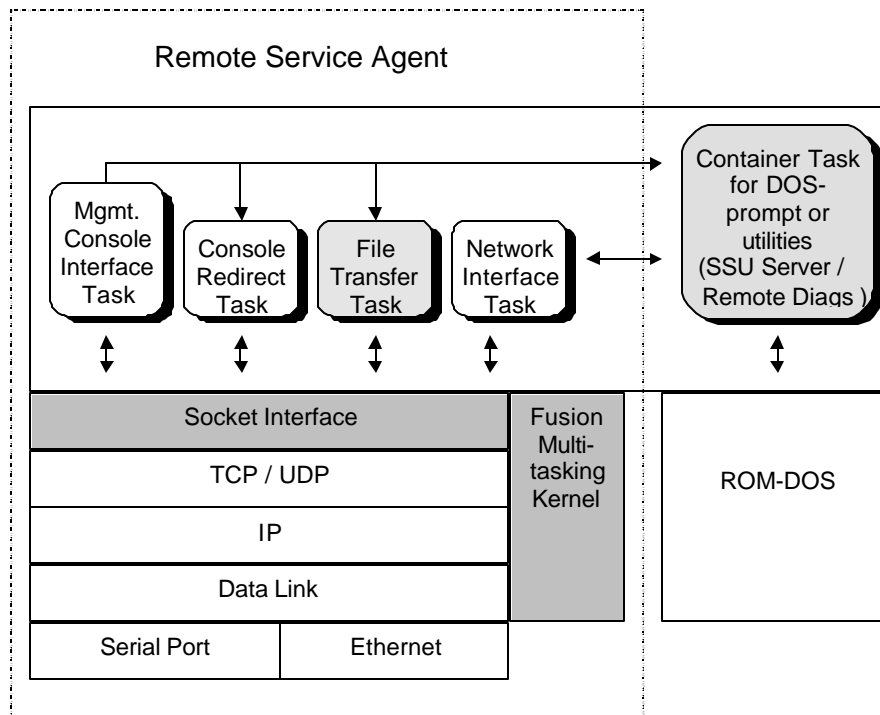 Remote Service Agent
Mgmt.
Console
Interface
Task
Console
Redirect
Task
File
Transfer
Task
Network
Interface
Task
Container Task
for DOS-
prompt or
utilities
(SSU Server /
Remote Diags )
Socket Interface
TCP / UDP
IP
Data Link
Serial Port
Ethernet
Fusion
Multi-
tasking
Kernel
ROM-DOS